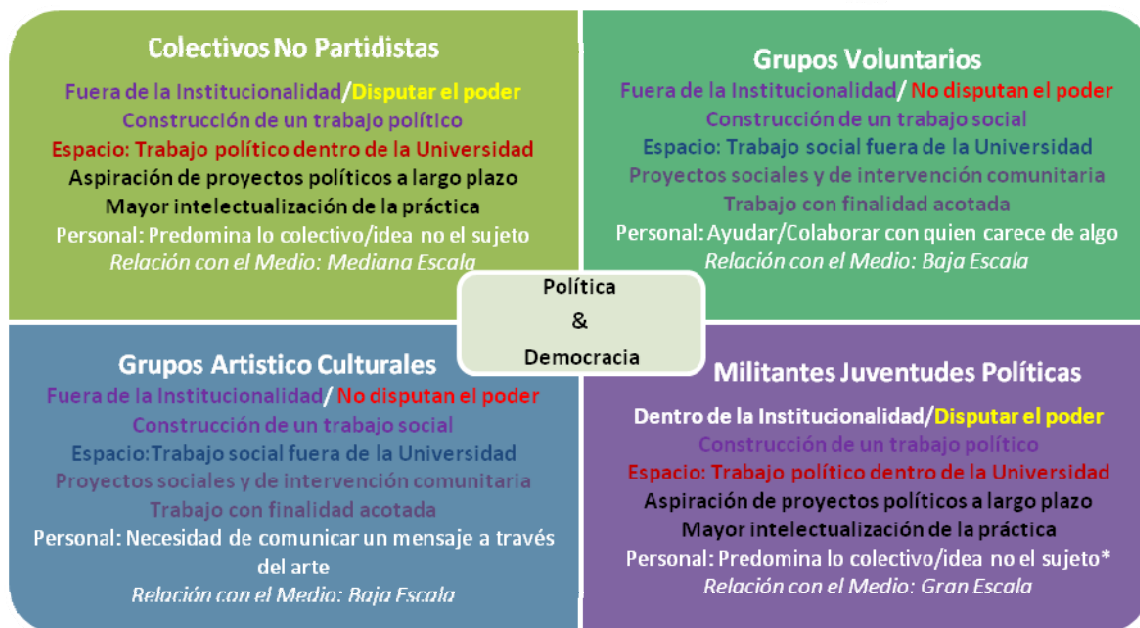 Colectivos No Partidistas
Fuera de la Institucionalidad/Disputar el poder
Construcción de un trabajo político
Espacio: Trabajo político dentro de la Universidad
Aspiración de proyectos políticos a largo plazo
Mayor intelectualización de la práctica
Personal: Predomina lo colectivo/idea no el sujeto
Relación con el Medio: Mediana Escala
Grupos Voluntarios
Fuera de la Institucionalidad/ No disputan el poder
Construcción de un trabajo social
Espacio: Trabajo social fuera de la Universidad
Proyectos sociales y de intervención comunitaria
Trabajo con finalidad acotada
Personal: Ayudar/Colaborar con quien carece de algo
Relación con el Medio: Baja Escala
Política
&
Democracia
Grupos Artistico Culturales
Fuera de la Institucionalidad/ No disputan el poder
Construcción de un trabajo social
Espacio:Trabajo social fuera de la Universidad
Proyectos sociales y de intervención comunitaria
Trabajo con finalidad acotada
Personal: Necesidad de comunicar un mensaje a través
del arte
Relación con el Medio: Baja Escala
Militantes Juventudes Políticas
Dentro de la Institucionalidad/Disputar el poder
Construcción de un trabajo político
Espacio: Trabajo político dentro de la Universidad
Aspiración de proyectos políticos a largo plazo
Mayor intelectualización de la práctica
Personal: Predomina lo colectivo/idea no el sujeto*
Relación con el Medio: Gran Escala